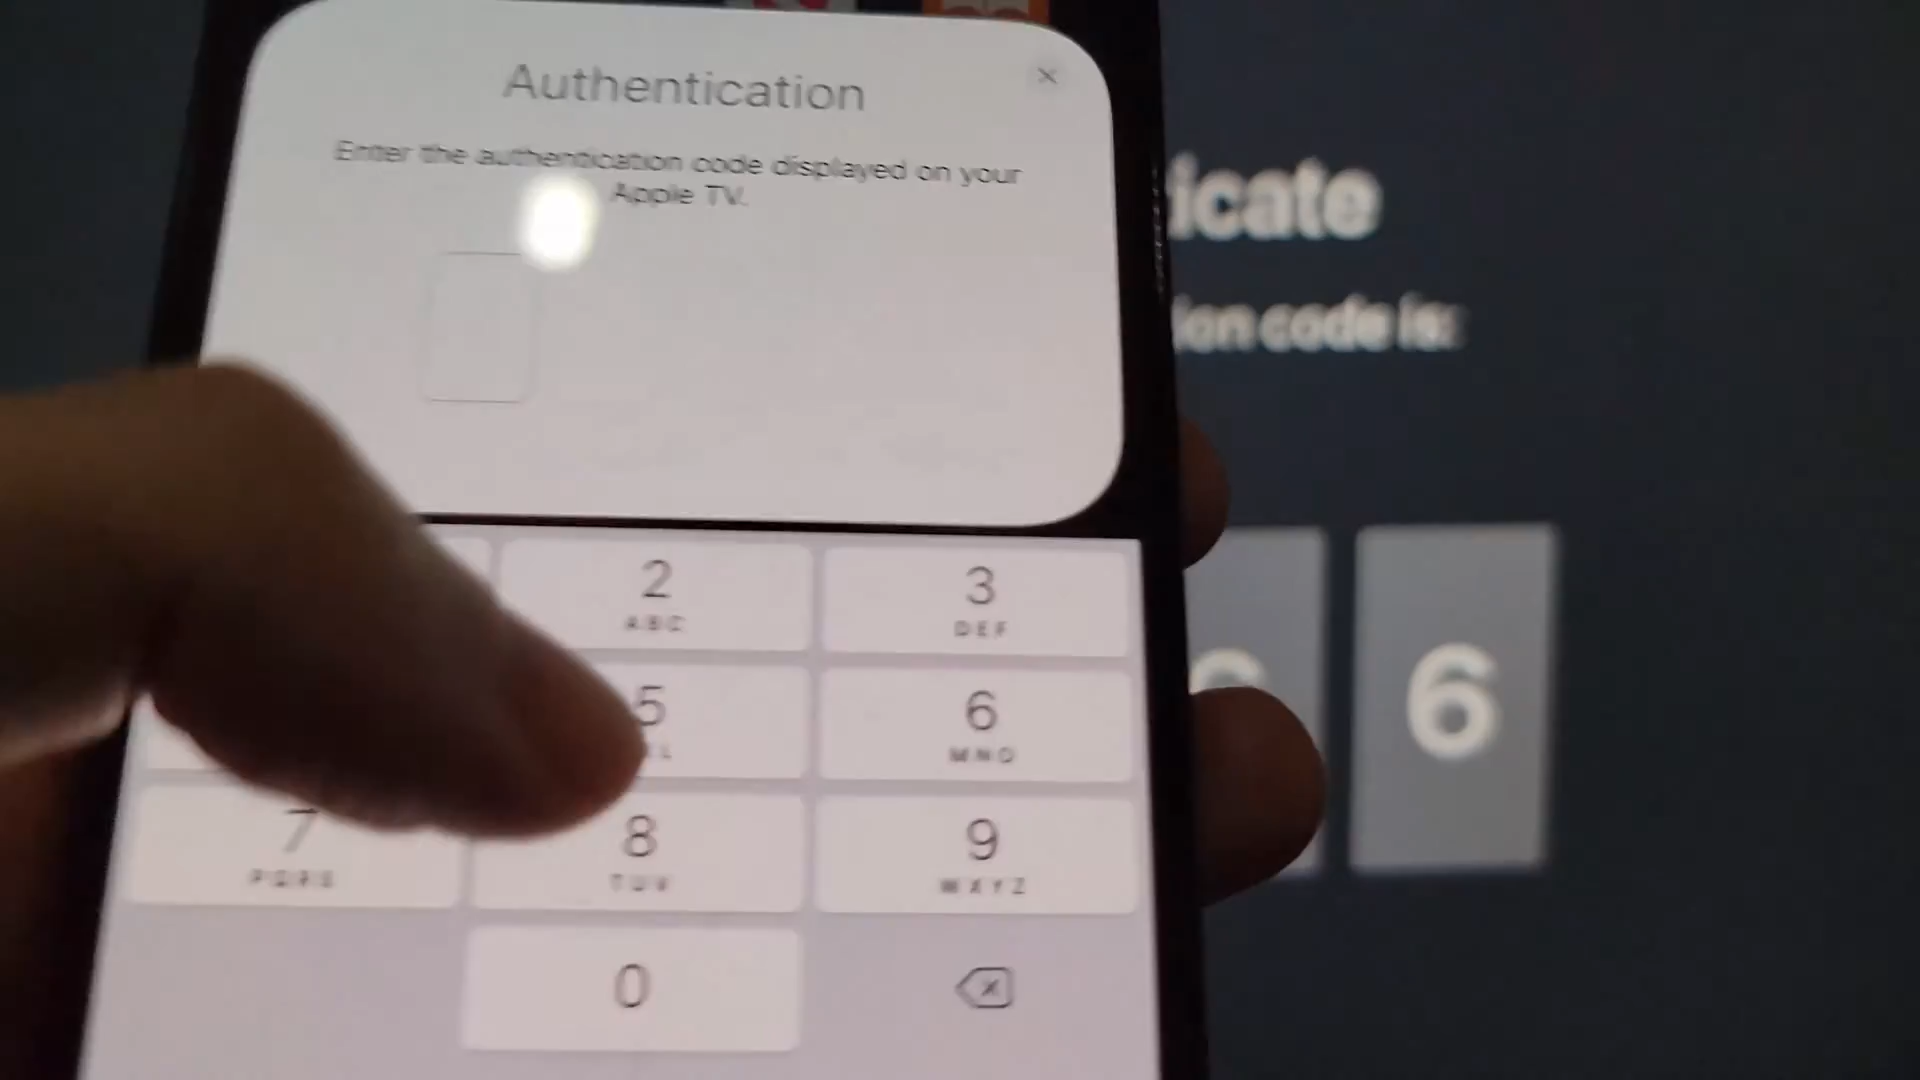 Authentication
Enter the authentication code displayed on your
Apple TV.
icate
ion code is:
6
2
ABC
3
DEF
5
6
MNO
7
PQRS
8
TUV
9
WXYZ
0